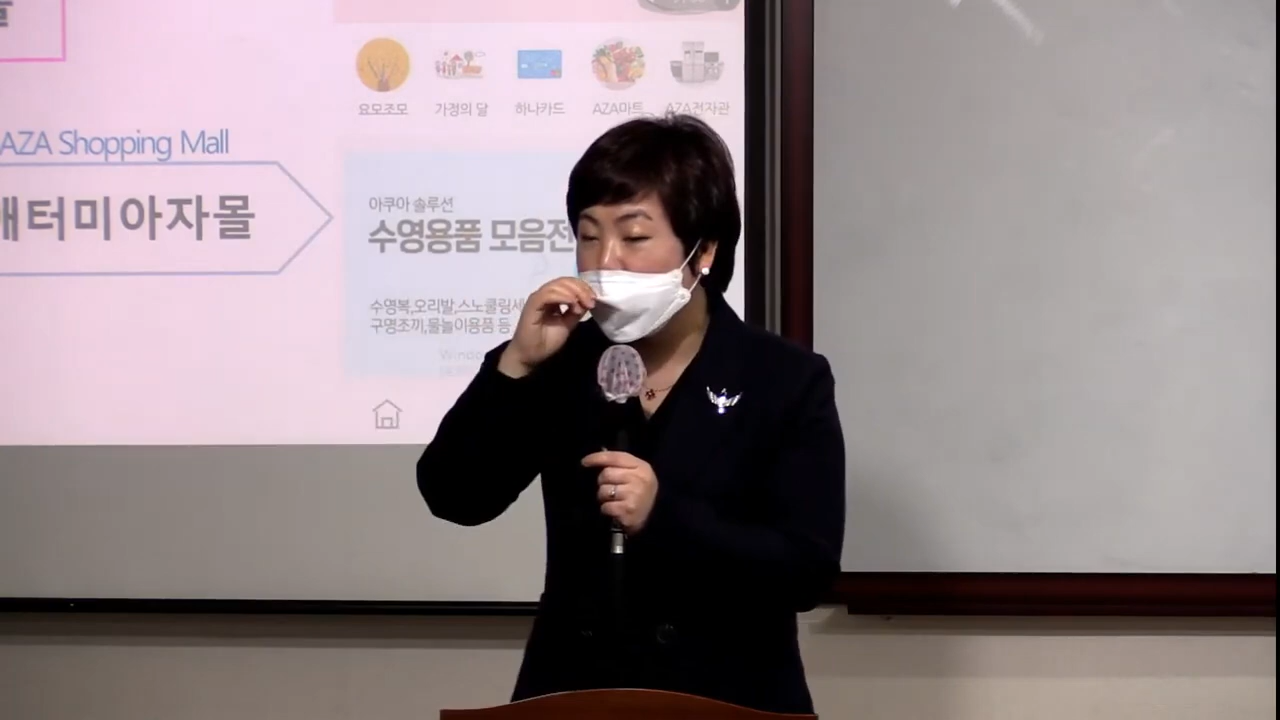 몰
요모조모
가정의 달
하나카드
AZA마트
AZA전자관
AZA Shopping Mall
애터미아자몰
아쿠아 솔루션
수영용품 모음전
수영복,오리발,스노쿨링세
구명조끼,물놀이용품 등